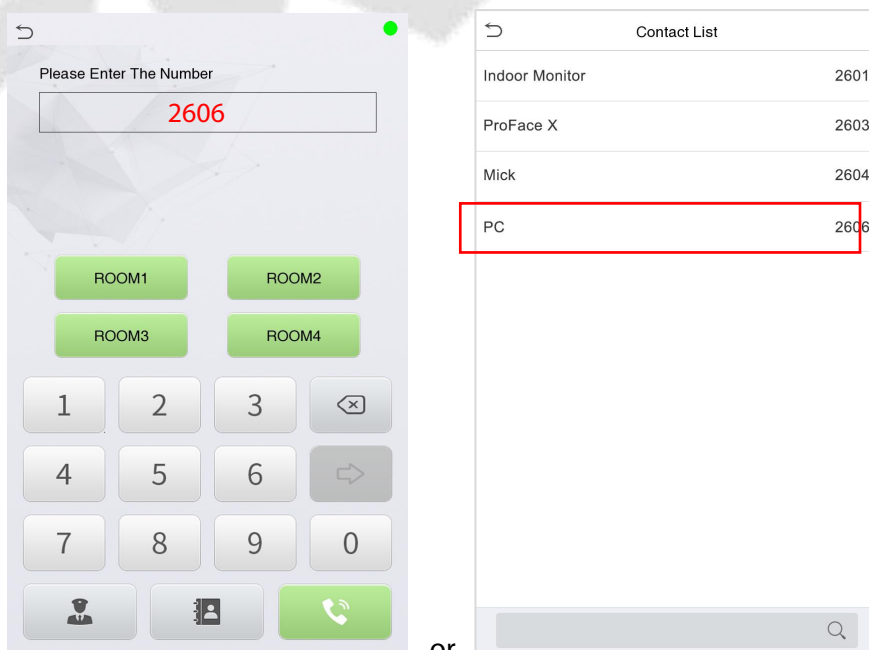 Please Enter The Number
2606
ROOM1 ROOM2
ROOM3 ROOM4
1 2 3
4 5 6
7 8 9 0
or
Contact List
Indoor Monitor 2601
ProFace X 2603
Mick 2604
PC 2606